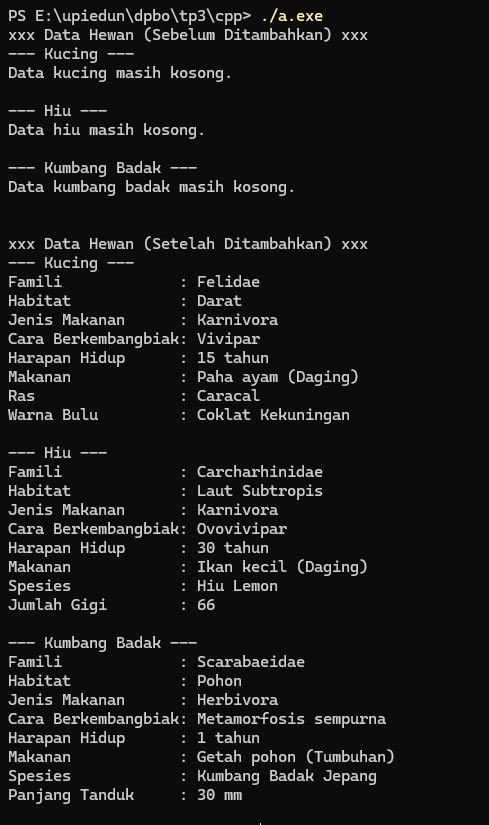 PS E:\upiedun\dpbo\tp3\cpp> ./a.exe
xxx Data Hewan (Sebelum Ditambahkan) xxx
--- Kucing ---
Data kucing masih kosong.

--- Hiu ---
Data hiu masih kosong.

--- Kumbang Badak ---
Data kumbang badak masih kosong.


xxx Data Hewan (Setelah Ditambahkan) xxx
--- Kucing ---
Famili             : Felidae
Habitat            : Darat
Jenis Makanan      : Karnivora
Cara Berkembangbiak: Vivipar
Harapan Hidup      : 15 tahun
Makanan            : Paha ayam (Daging)
Ras                : Caracal
Warna Bulu         : Coklat Kekuningan

--- Hiu ---
Famili             : Carcharhinidae
Habitat            : Laut Subtropis
Jenis Makanan      : Karnivora
Cara Berkembangbiak: Ovovivipar
Harapan Hidup      : 30 tahun
Makanan            : Ikan kecil (Daging)
Spesies            : Hiu Lemon
Jumlah Gigi        : 66

--- Kumbang Badak ---
Famili             : Scarabaeidae
Habitat            : Pohon
Jenis Makanan      : Herbivora
Cara Berkembangbiak: Metamorfosis sempurna
Harapan Hidup      : 1 tahun
Makanan            : Getah pohon (Tumbuhan)
Spesies            : Kumbang Badak Jepang
Panjang Tanduk     : 30 mm